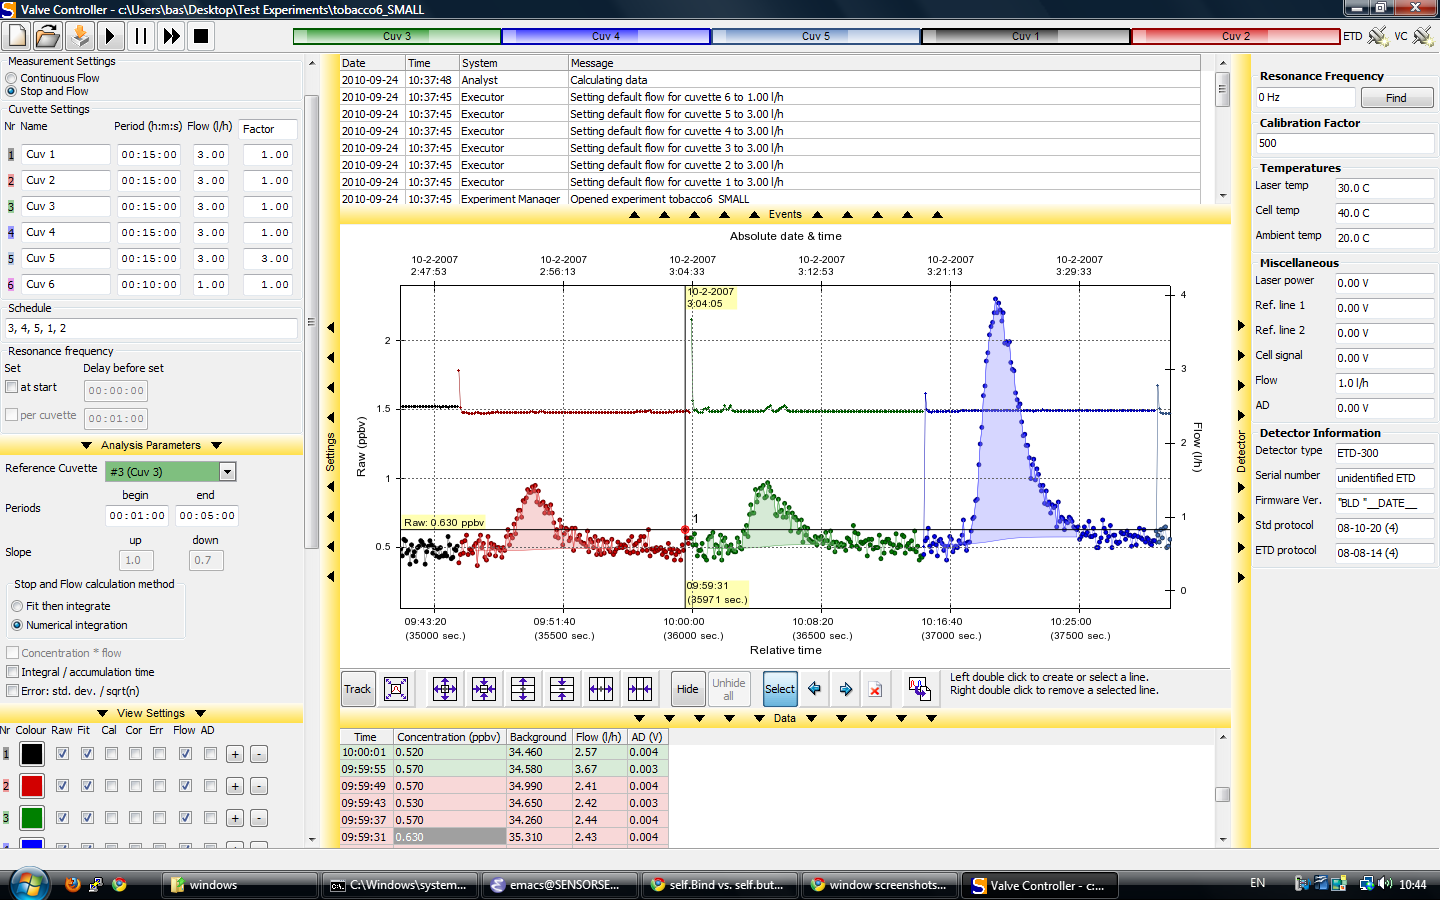 Valve Controller - c:\Users\bas\Desktop\Test Experiments\tobacco6_SMALL
Cuv 3 Cuv 4 Cuv 5 Cuv 1 Cuv 2 ETD VC
Measurement Settings
Continuous Flow
Stop and Flow
Cuvette Settings
Nr Name Period (h:m:s) Flow (l/h) Factor
1 Cuv 1 00:15:00 3.00 1.00
2 Cuv 2 00:15:00 3.00 1.00
3 Cuv 3 00:15:00 3.00 1.00
4 Cuv 4 00:15:00 3.00 1.00
5 Cuv 5 00:15:00 3.00 3.00
6 Cuv 6 00:10:00 1.00 1.00
Schedule
3, 4, 5, 1, 2
Resonance frequency
Set Delay before set
at start 00:00:00
per cuvette 00:01:00
Analysis Parameters
Reference Cuvette #3 (Cuv 3)
begin end
Periods 00:01:00 00:05:00
up down
Slope 1.0 0.7
Stop and Flow calculation method
Fit then integrate
Numerical integration
Concentration * flow
Integral / accumulation time
Error: std. dev. / sqrt(n)
View Settings
Nr Colour Raw Fit Cal Cor Err Flow AD
1 + -
2 + -
3 + -
Settings
Date Time System Message
2010-09-24 10:37:48 Analyst Calculating data
2010-09-24 10:37:45 Executor Setting default flow for cuvette 6 to 1.00 l/h
2010-09-24 10:37:45 Executor Setting default flow for cuvette 5 to 3.00 l/h
2010-09-24 10:37:45 Executor Setting default flow for cuvette 4 to 3.00 l/h
2010-09-24 10:37:45 Executor Setting default flow for cuvette 3 to 3.00 l/h
2010-09-24 10:37:45 Executor Setting default flow for cuvette 2 to 3.00 l/h
2010-09-24 10:37:45 Executor Setting default flow for cuvette 1 to 3.00 l/h
2010-09-24 10:37:45 Experiment Manager Opened experiment tobacco6_SMALL
Events
Absolute date & time
10-2-2007 10-2-2007 10-2-2007 10-2-2007 10-2-2007 10-2-2007
2:47:53 2:56:13 3:04:33 3:12:53 3:21:13 3:29:33
10-2-2007
3:04:05
2
1.5
1
0.5
Raw (ppbv)
4
3
2
1
0
Flow (l/h)
Raw: 0.630 ppbv
1
09:59:31
(35971 sec.)
09:43:20 09:51:40 10:00:00 10:08:20 10:16:40 10:25:00
(35000 sec.) (35500 sec.) (36000 sec.) (36500 sec.) (37000 sec.) (37500 sec.)
Relative time
Track Hide Unhide all Select
Left double click to create or select a line.
Right double click to remove a selected line.
Data
Time Concentration (ppbv) Background Flow (l/h) AD (V)
10:00:01 0.520 34.460 2.57 0.004
09:59:55 0.570 34.580 3.67 0.003
09:59:49 0.570 34.990 2.41 0.004
09:59:43 0.530 34.650 2.42 0.003
09:59:37 0.570 34.260 2.44 0.004
09:59:31 0.630 35.310 2.43 0.004
Detector
Resonance Frequency
0 Hz Find
Calibration Factor
500
Temperatures
Laser temp 30.0 C
Cell temp 40.0 C
Ambient temp 20.0 C
Miscellaneous
Laser power 0.00 V
Ref. line 1 0.00 V
Ref. line 2 0.00 V
Cell signal 0.00 V
Flow 1.0 l/h
AD 0.00 V
Detector Information
Detector type ETD-300
Serial number unidentified ETD
Firmware Ver. "BLD "__DATE__
Std protocol 08-10-20 (4)
ETD protocol 08-08-14 (4)
windows C:\Windows\system... emacs@SENSORSE... self.Bind vs. self.but... window screenshots... Valve Controller - c:... EN 10:44